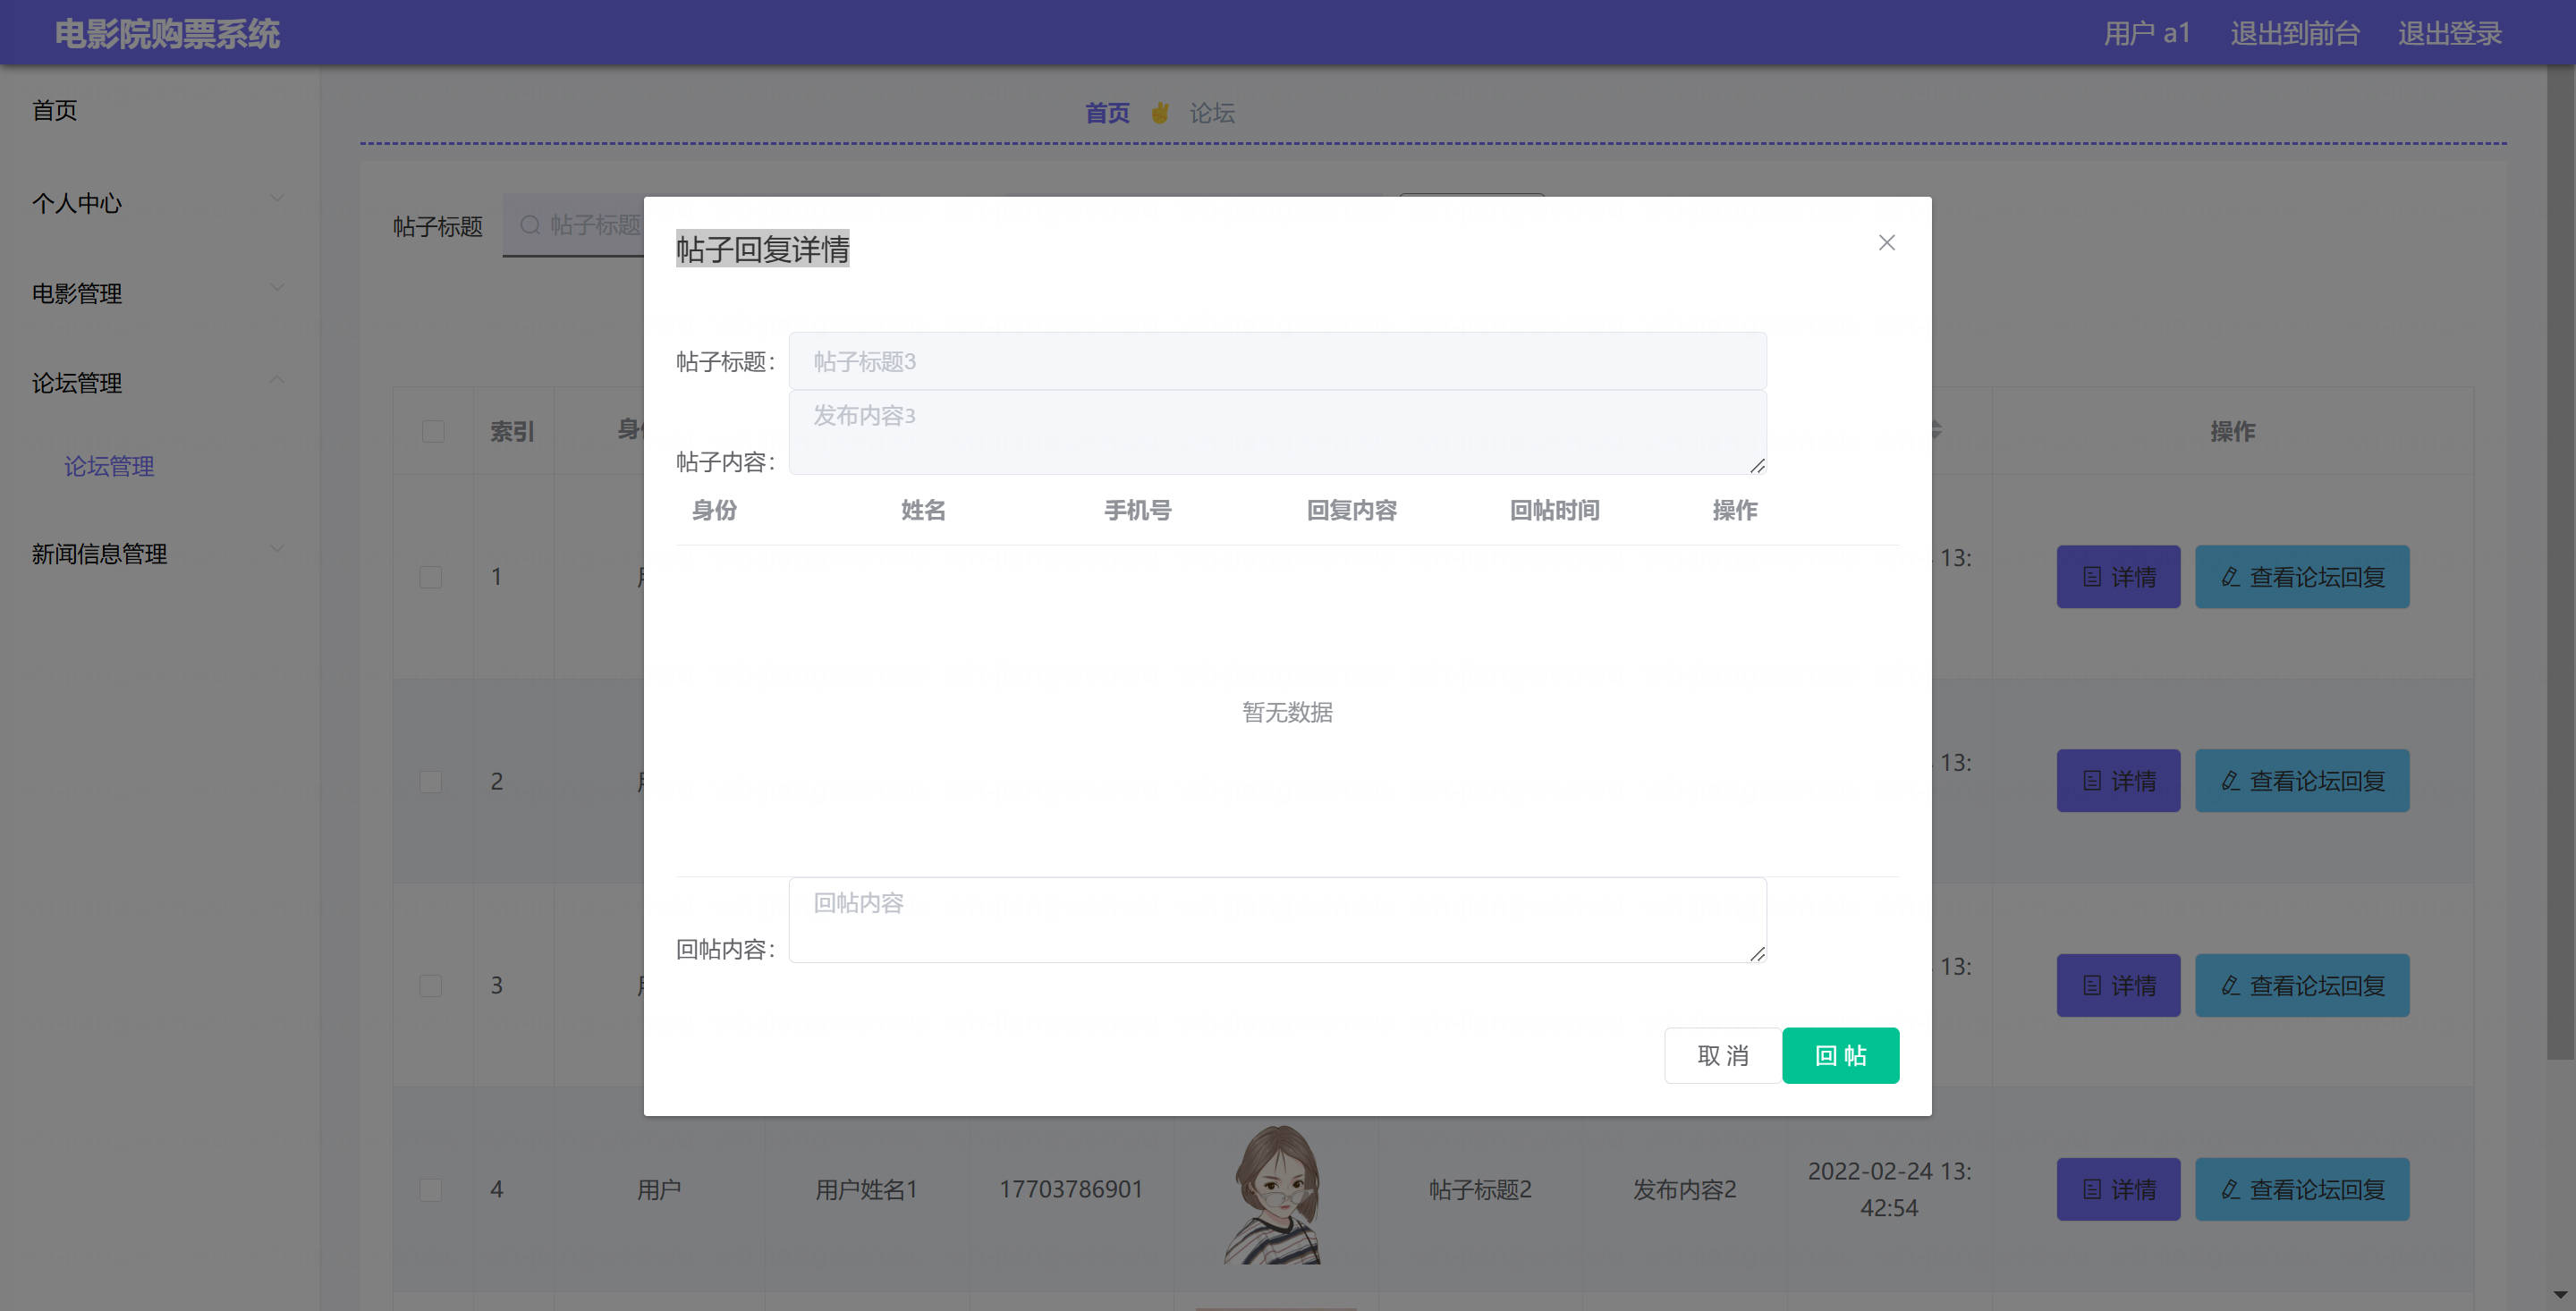 电影院购票系统
用户 a1 退出到前台 退出登录
首页
个人中心
电影管理
论坛管理
论坛管理
新闻信息管理
首页 ✌ 论坛
帖子标题 帖子标题
索引 操作
1 13: 详情 查看论坛回复
2 13: 详情 查看论坛回复
3 13: 详情 查看论坛回复
4 用户 用户姓名1 17703786901 帖子标题2 发布内容2 2022-02-24 13:
42:54 详情 查看论坛回复
帖子回复详情
帖子标题： 帖子标题3
帖子内容： 发布内容3
身份 姓名 手机号 回复内容 回帖时间 操作
暂无数据
回帖内容： 回帖内容
取 消 回 帖